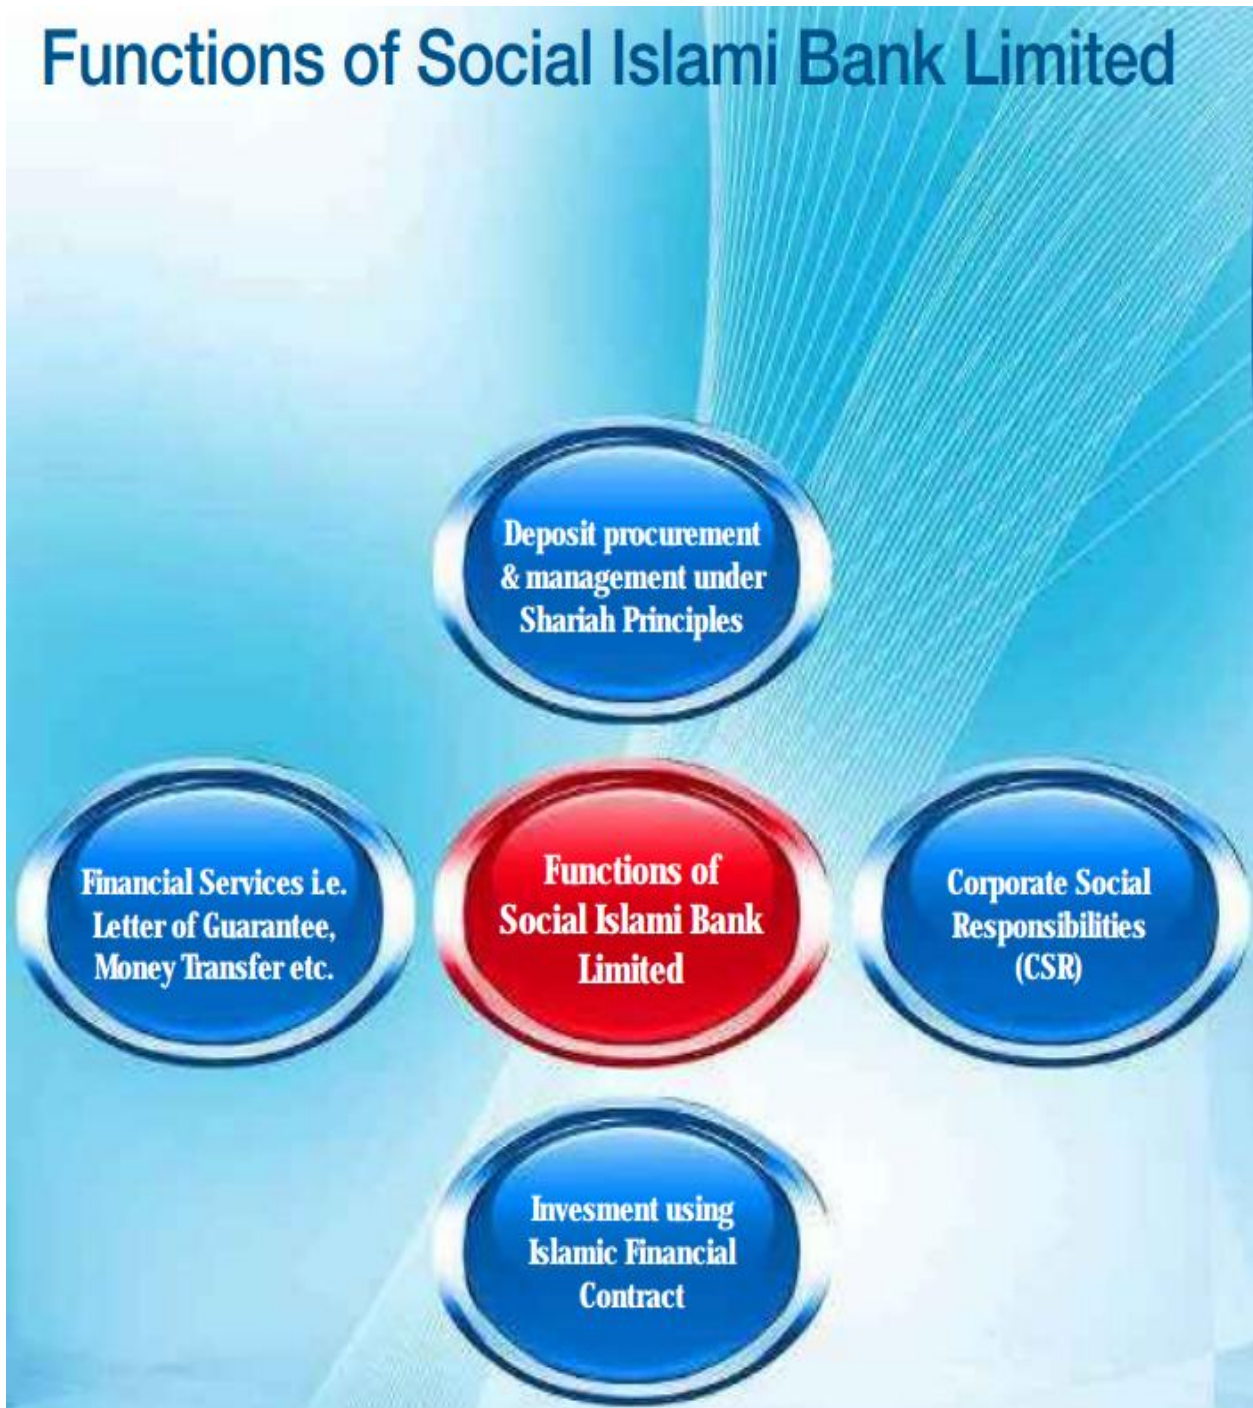 Functions of Social Islami Bank Limited
Deposit procurement
& management under
Shariah Principles
Financial Services i.e.
Letter of Guarantee,
Money Transfer etc.
Functions of
Social Islami Bank
Limited
Corporate Social
Responsibilities
(CSR)
Invesment using
Islamic Financial
Contract